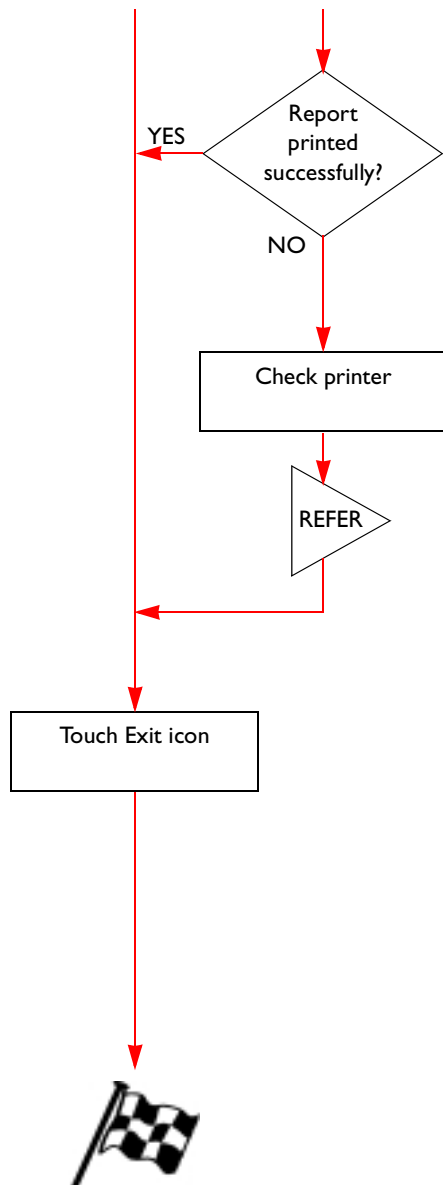 Report
printed
successfully?
YES
NO
Check printer
REFER
Touch Exit icon